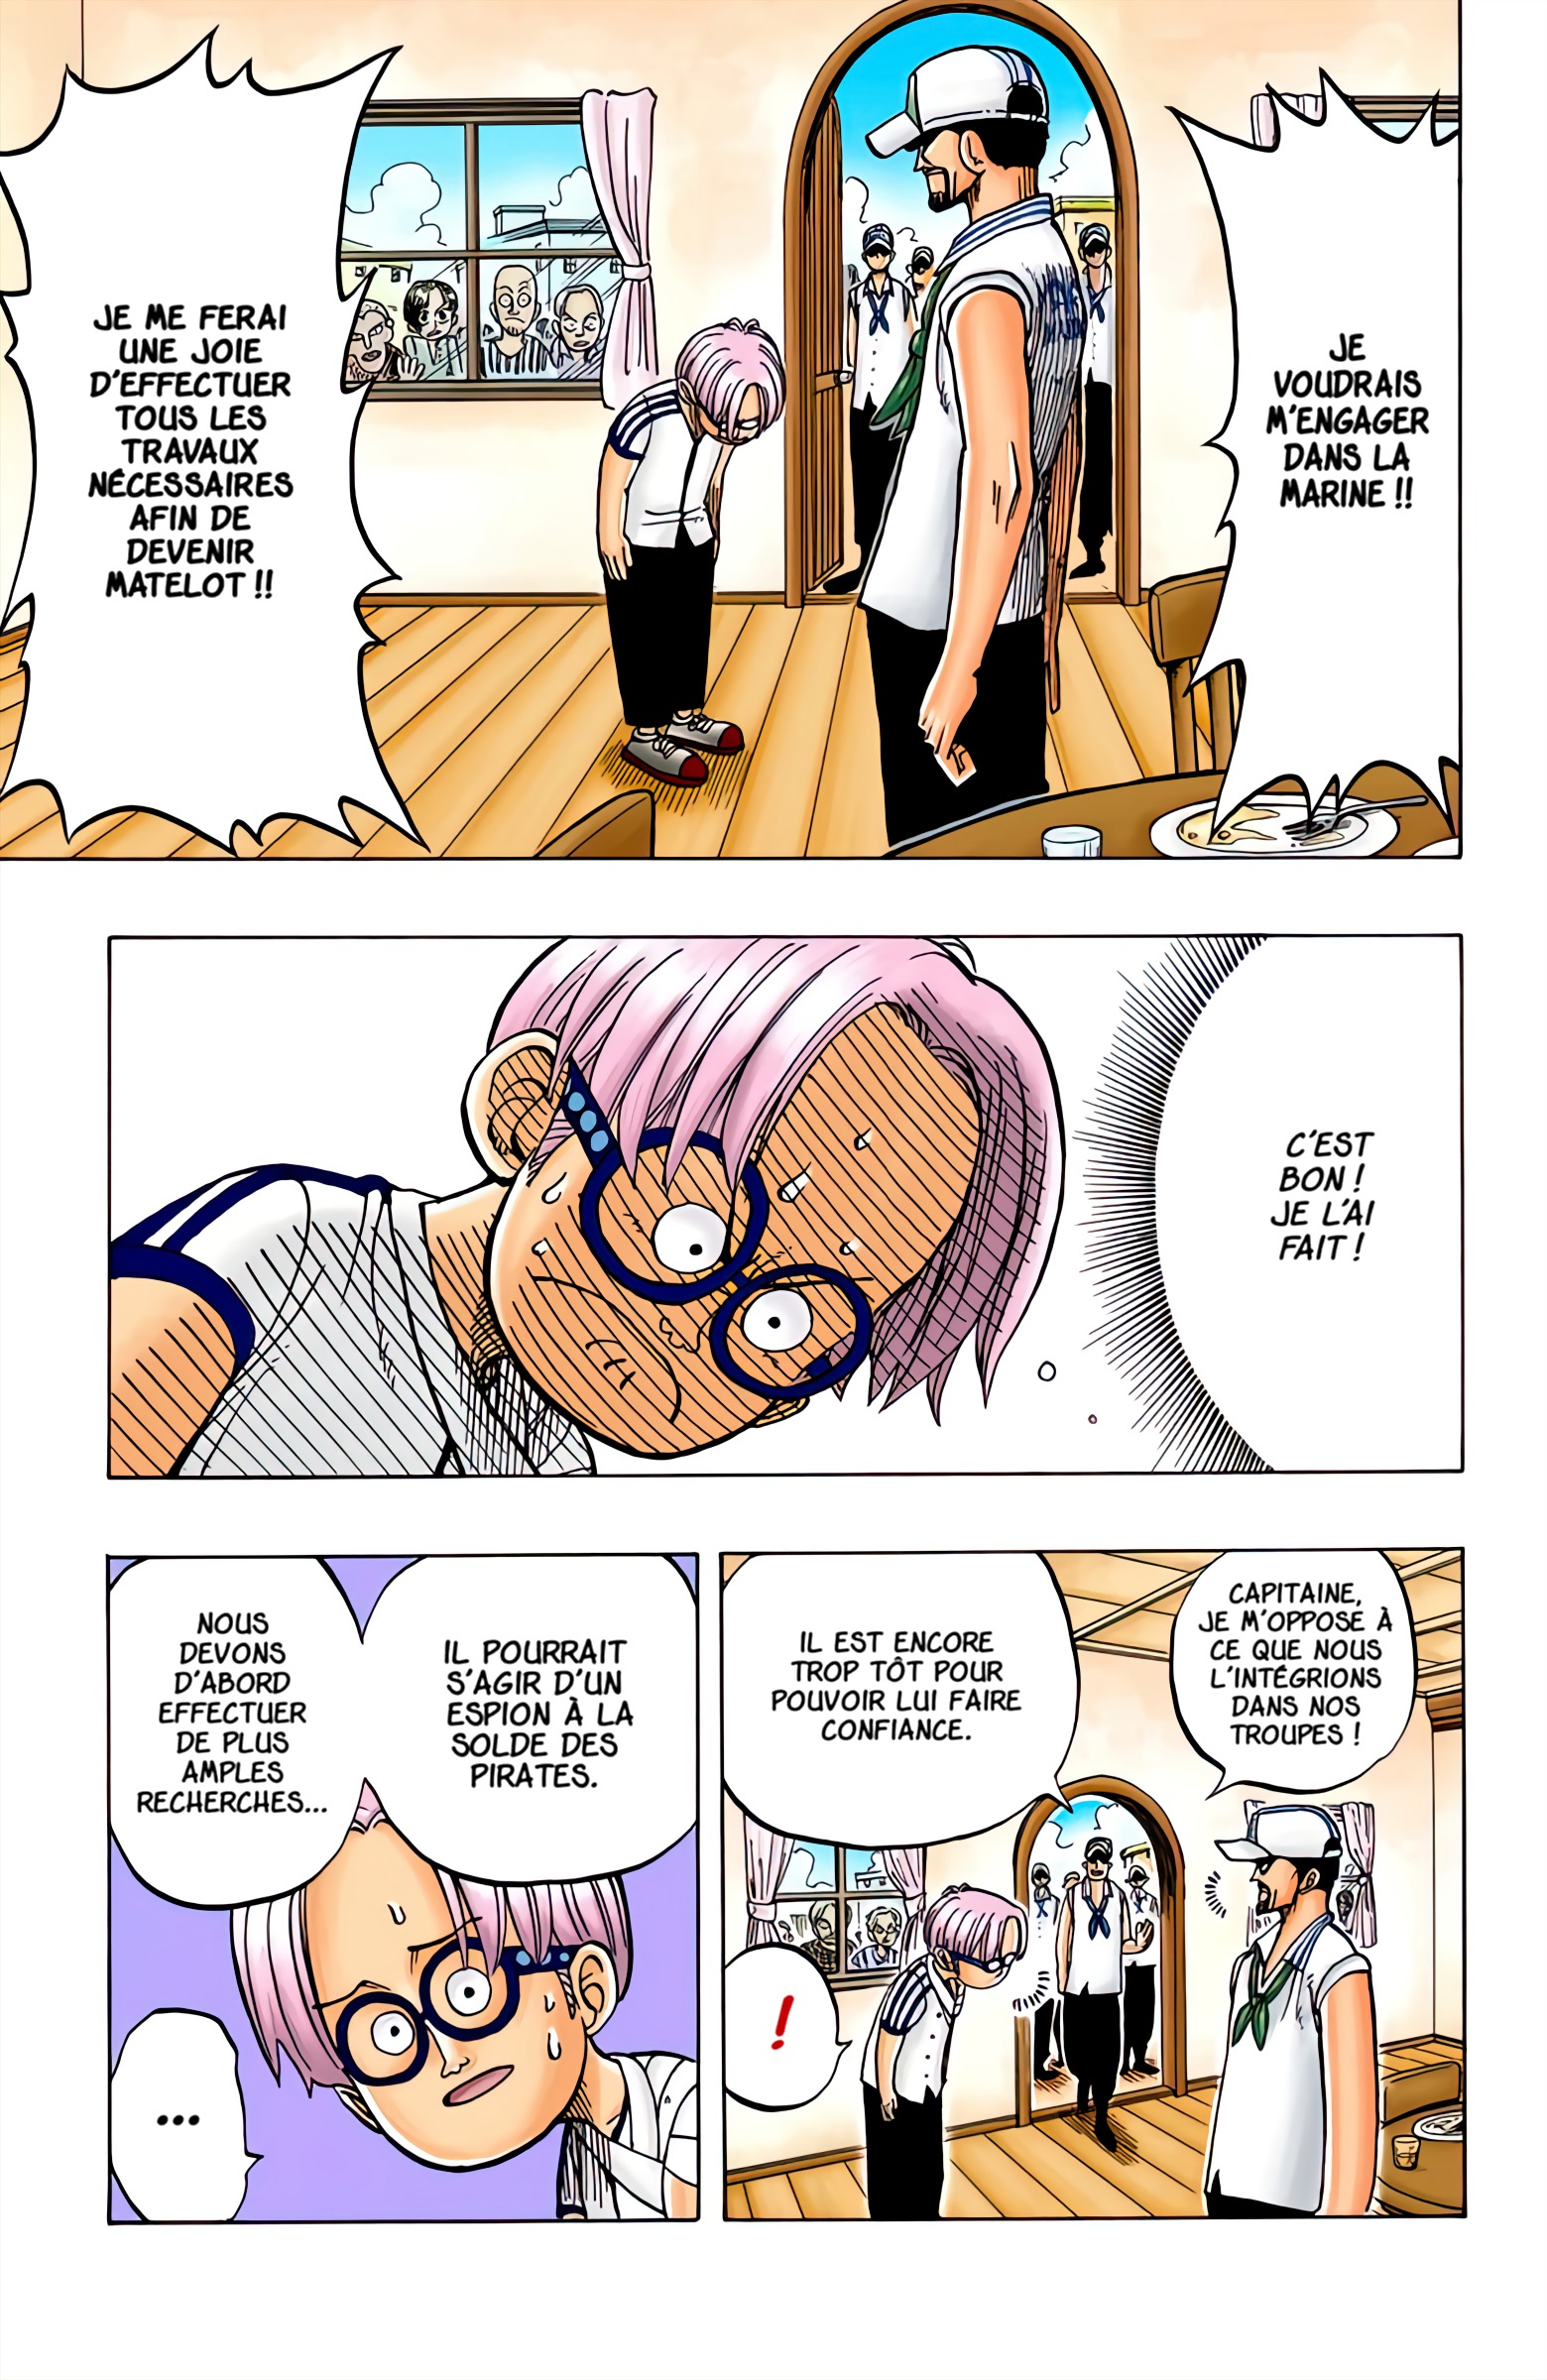 JE
VOUDRAIS
M'ENGAGER
DANS LA
MARINE !!
JE ME FERAI
UNE JOIE
D'EFFECTUER
TOUS LES
TRAVAUX
NÉCESSAIRES
AFIN DE
DEVENIR
MATELOT !!
C'EST
BON !
JE L'AI
FAIT !
CAPITAINE,
JE M'OPPOSE À
CE QUE NOUS
L'INTÉGRIONS
DANS NOS
TROUPES !
IL EST ENCORE
TROP TÔT POUR
POUVOIR LUI FAIRE
CONFIANCE.
!
IL POURRAIT
S'AGIR D'UN
ESPION À LA
SOLDE DES
PIRATES.
NOUS
DEVONS
D'ABORD
EFFECTUER
DE PLUS
AMPLES
RECHERCHES...
...